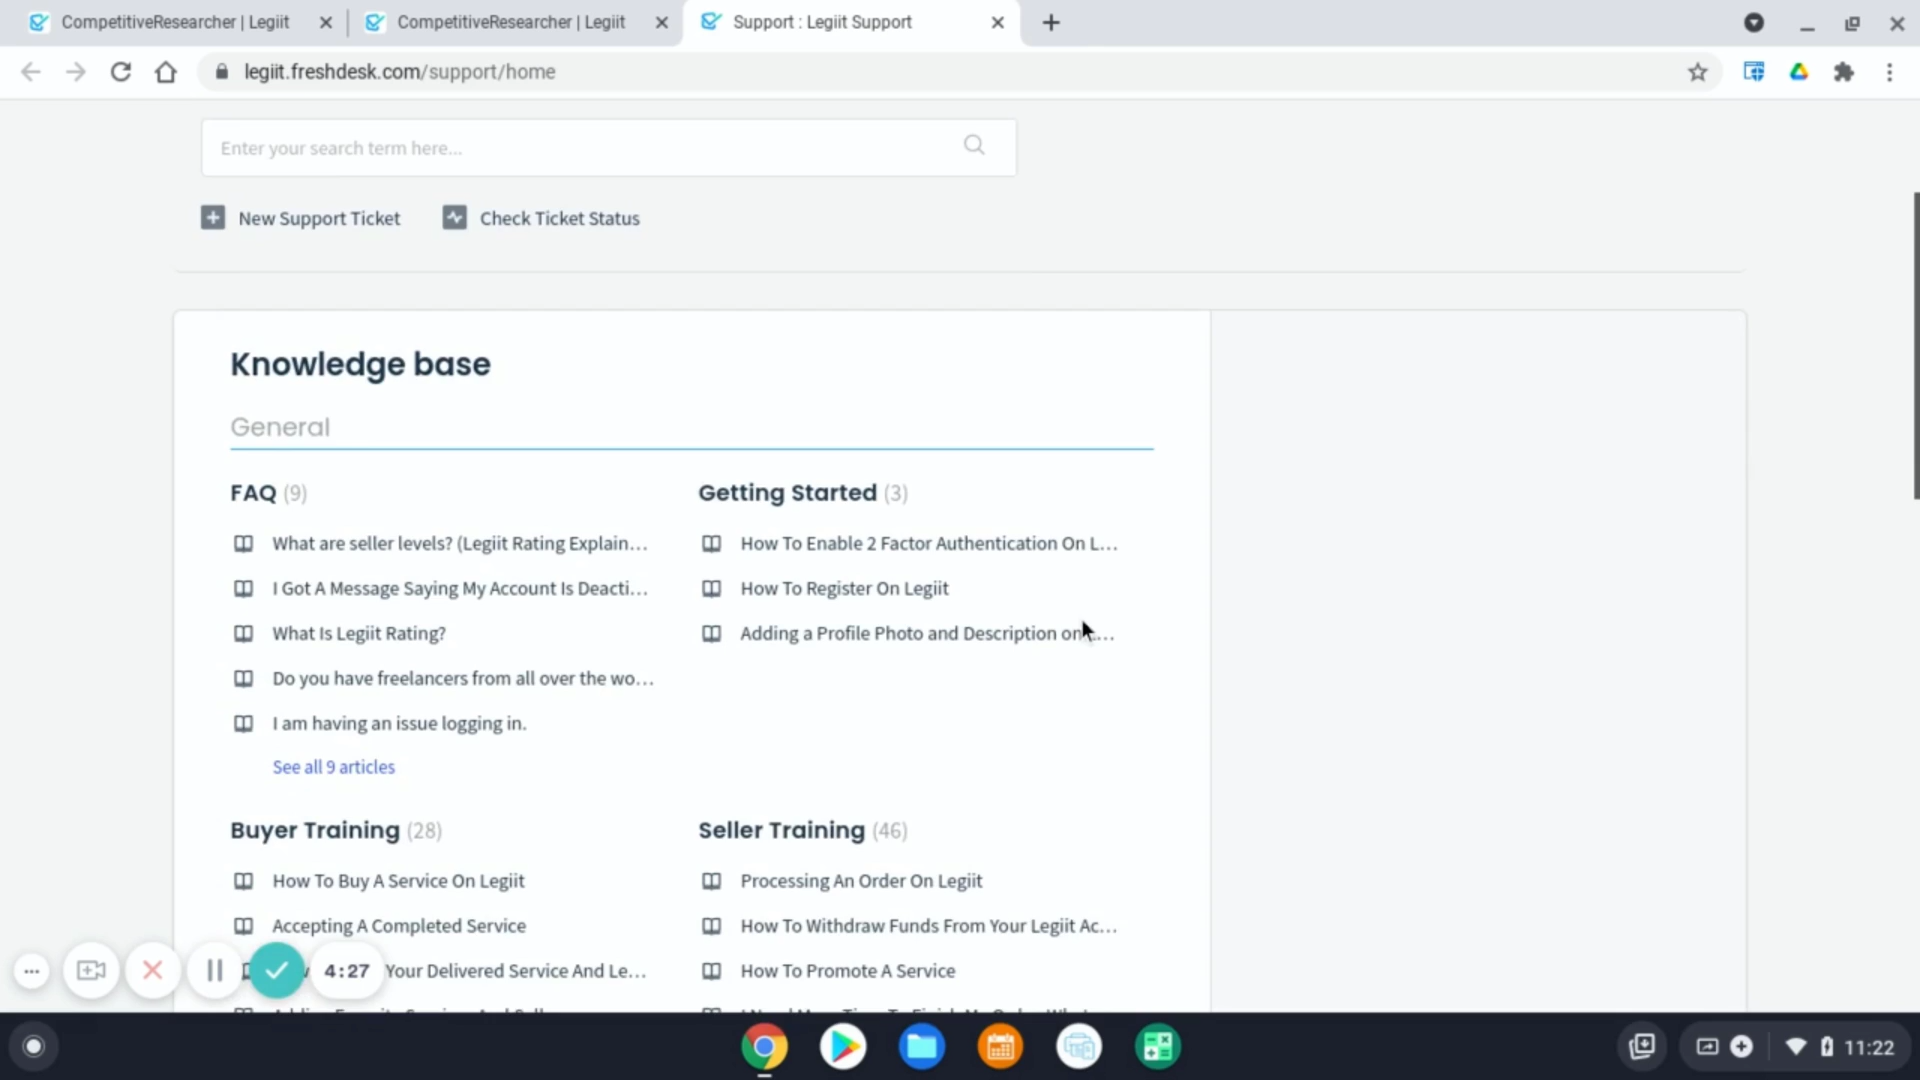 CompetitiveResearcher | Legiit
CompetitiveResearcher | Legiit
Support : Legiit Support
legiit.freshdesk.com/support/home
Enter your search term here...
New Support Ticket
Check Ticket Status
Knowledge base
General
FAQ (9)
What are seller levels? (Legiit Rating Explain...
I Got A Message Saying My Account Is Deacti...
What Is Legiit Rating?
Do you have freelancers from all over the wo...
I am having an issue logging in.
See all 9 articles
Getting Started (3)
How To Enable 2 Factor Authentication On L...
How To Register On Legiit
Adding a Profile Photo and Description on ...
Buyer Training (28)
How To Buy A Service On Legiit
Accepting A Completed Service
Your Delivered Service And Le...
Seller Training (46)
Processing An Order On Legiit
How To Withdraw Funds From Your Legiit Ac...
How To Promote A Service
4:27
11:22